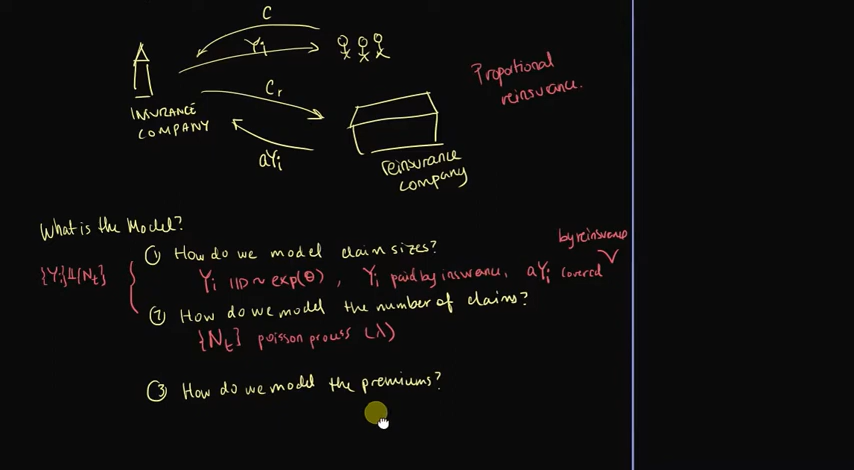 C
Yi
Cr
Proportional
reinsurance.
INSURANCE
COMPANY
aYi
reinsurance
company
What is the Model?
by reinsurance
① How do we model claim sizes?
{Yi}⫫{Nt}
Yi IID ~ exp(θ), Yi paid by insurance, aYi covered
② How do we model the number of claims?
{Nt} poisson process (λ)
③ How do we model the premiums?